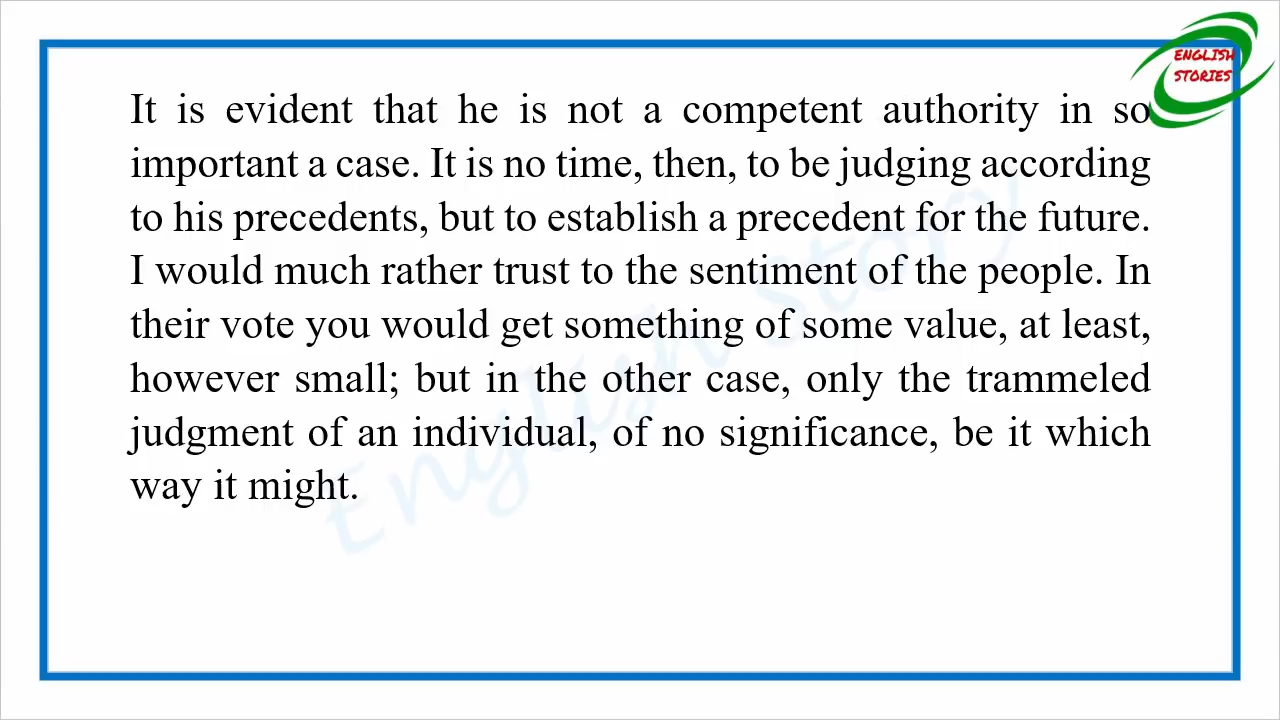 ENGLISH
STORIES
It is evident that he is not a competent authority in so
important a case. It is no time, then, to be judging according
to his precedents, but to establish a precedent for the future.
I would much rather trust to the sentiment of the people. In
their vote you would get something of some value, at least,
however small; but in the other case, only the trammeled
judgment of an individual, of no significance, be it which
way it might.
English Story